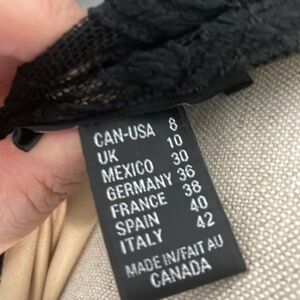 CAN-USA 8
UK 10
MEXICO 30
GERMANY 36
FRANCE 38
SPAIN 40
ITALY 42
MADE IN/FAIT AU
CANADA